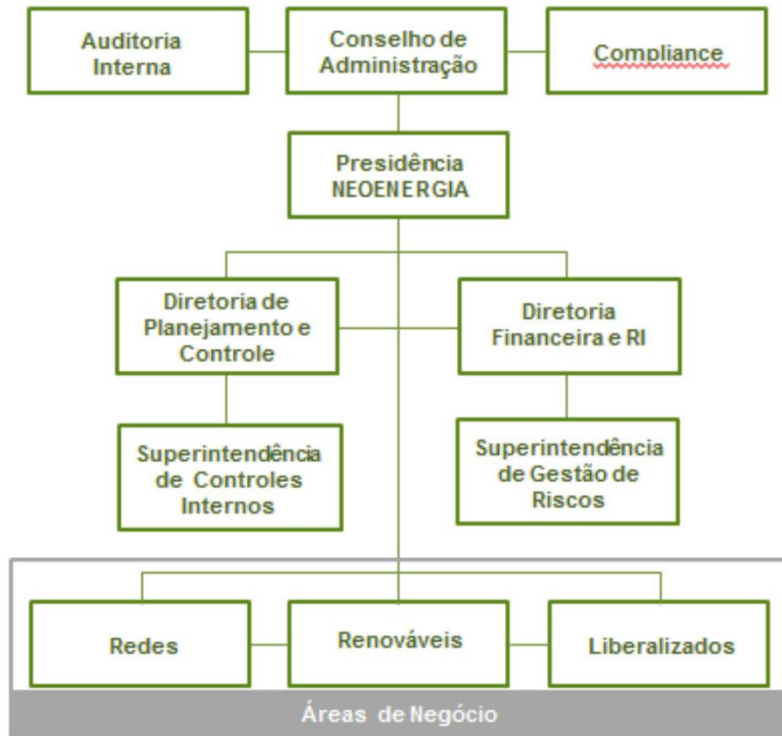 Auditoria
Interna
Conselho de
Administração
Compliance
Presidência
NEOENERGIA
Diretoria de
Planejamento e
Controle
Diretoria
Financeira e RI
Superintendência
de Controles
Internos
Superintendência
de Gestão de
Riscos
Redes
Renováveis
Liberalizados
Áreas de Negócio